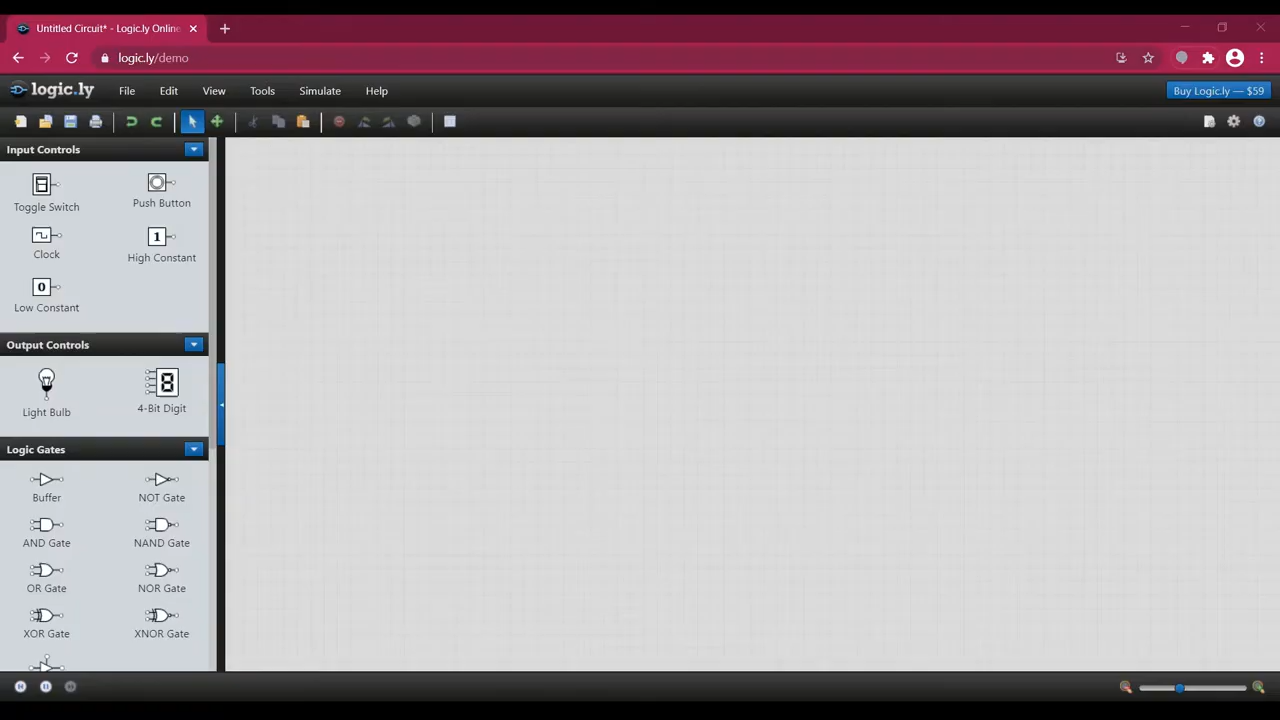 Untitled Circuit* - Logic.ly Online
logic.ly/demo
logic.ly File Edit View Tools Simulate Help Buy Logic.ly — $59
Input Controls
Toggle Switch Push Button
1
Clock High Constant
0
Low Constant
Output Controls
8
Light Bulb 4-Bit Digit
Logic Gates
Buffer NOT Gate
AND Gate NAND Gate
OR Gate NOR Gate
XOR Gate XNOR Gate